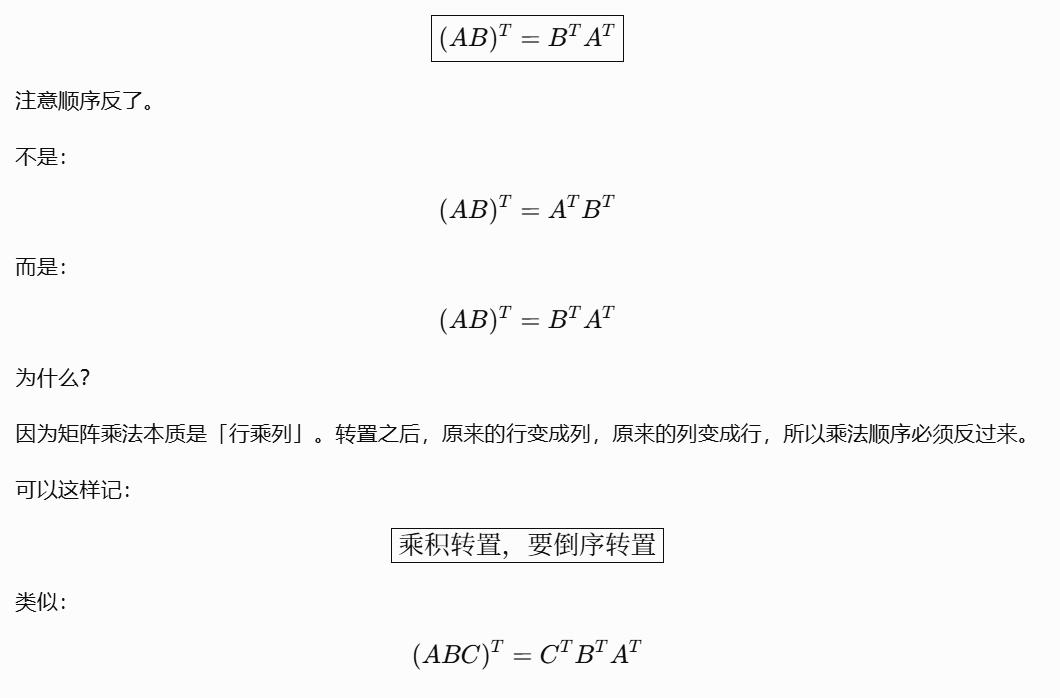 (AB)^T = B^T A^T
注意顺序反了。
不是：
(AB)^T = A^T B^T
而是：
(AB)^T = B^T A^T
为什么？
因为矩阵乘法本质是「行乘列」。转置之后，原来的行变成列，原来的列变成行，所以乘法顺序必须反过来。
可以这样记：
乘积转置，要倒序转置
类似：
(ABC)^T = C^T B^T A^T